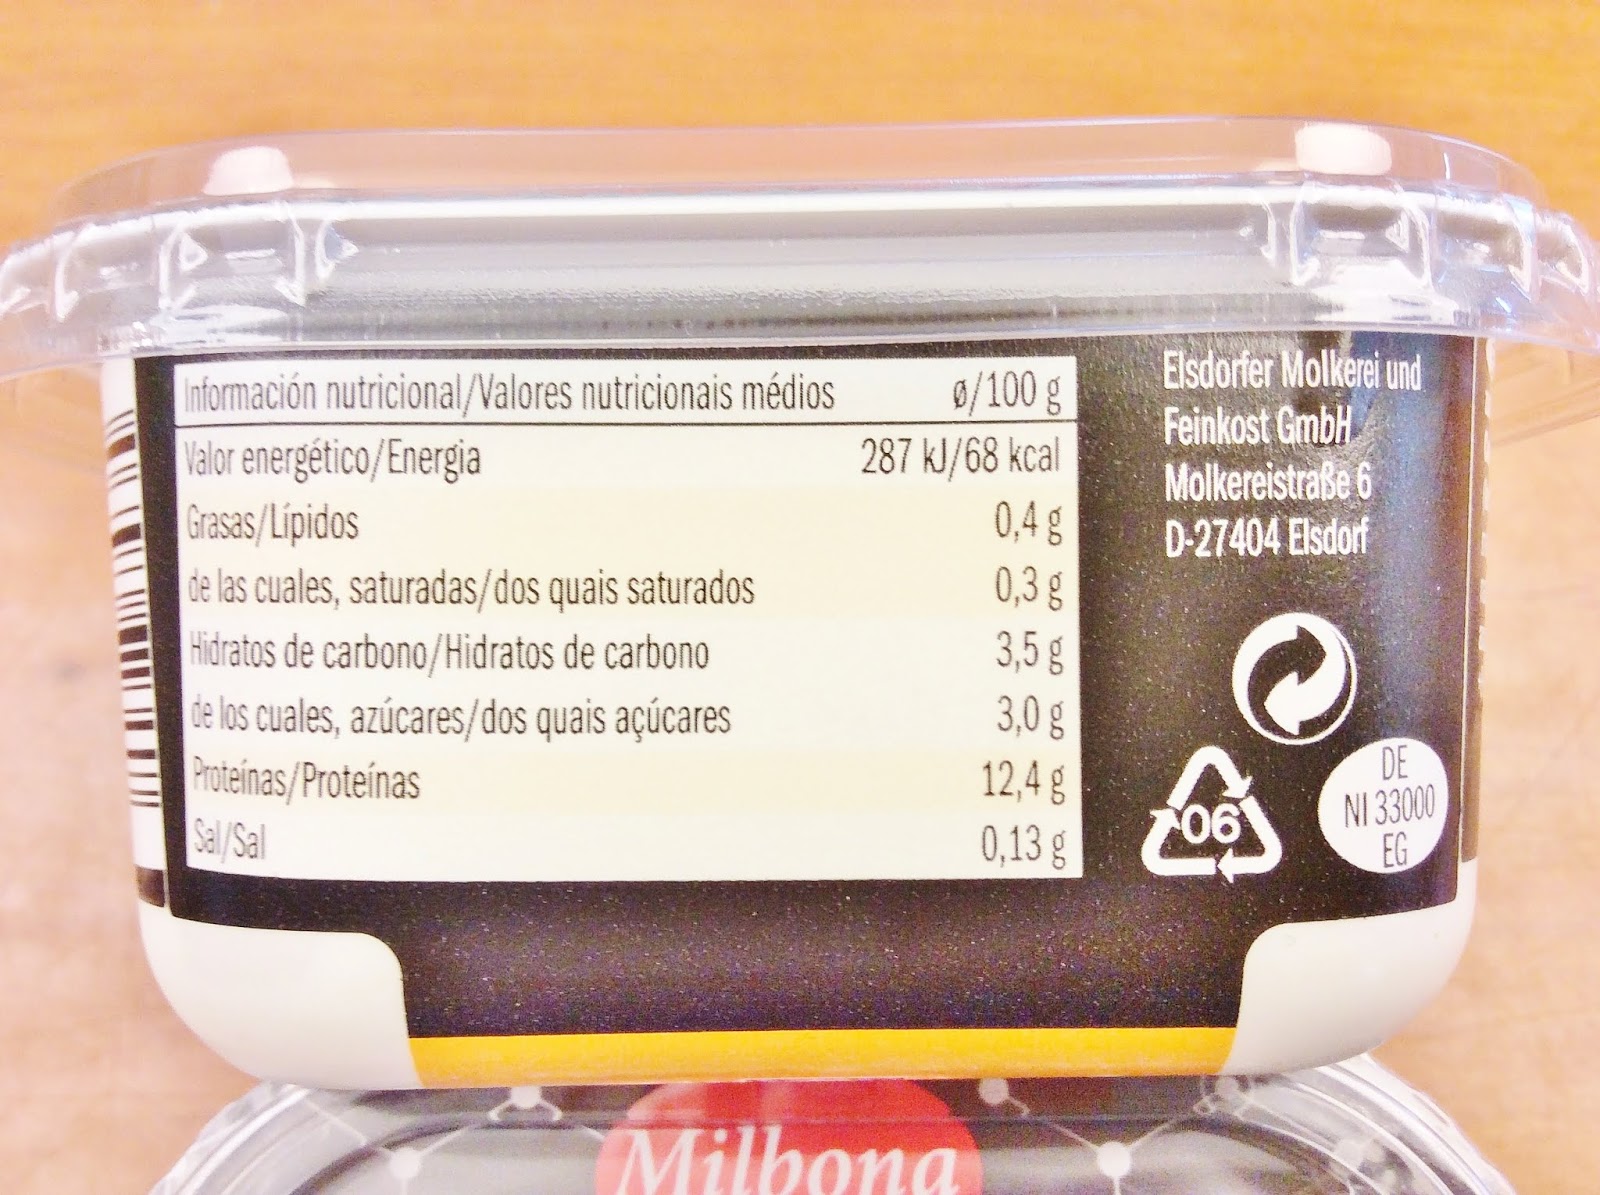 Información nutricional/Valores nutricionais médios ø/100 g
Valor energético/Energia 287 kJ/68 kcal
Grasas/Lípidos 0,4 g
de las cuales, saturadas/dos quais saturados 0,3 g
Hidratos de carbono/Hidratos de carbono 3,5 g
de los cuales, azúcares/dos quais açúcares 3,0 g
Proteínas/Proteínas 12,4 g
Sal/Sal 0,13 g
Elsdorfer Molkerei und
Feinkost GmbH
Molkereistraße 6
D-27404 Elsdorf
06
DE
NI 33000
EG
Milbona